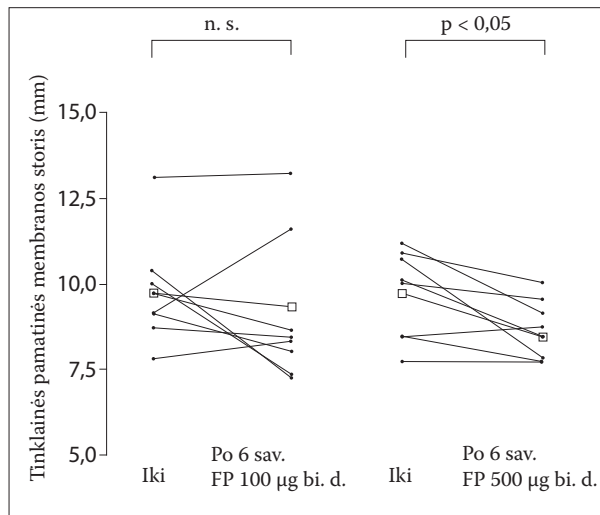 n. s.
p < 0,05
Tinklainės pamatinės membranos storis (mm)
15,0
12,5
10,0
7,5
5,0
Iki
Po 6 sav.
FP 100 µg bi. d.
Iki
Po 6 sav.
FP 500 µg bi. d.